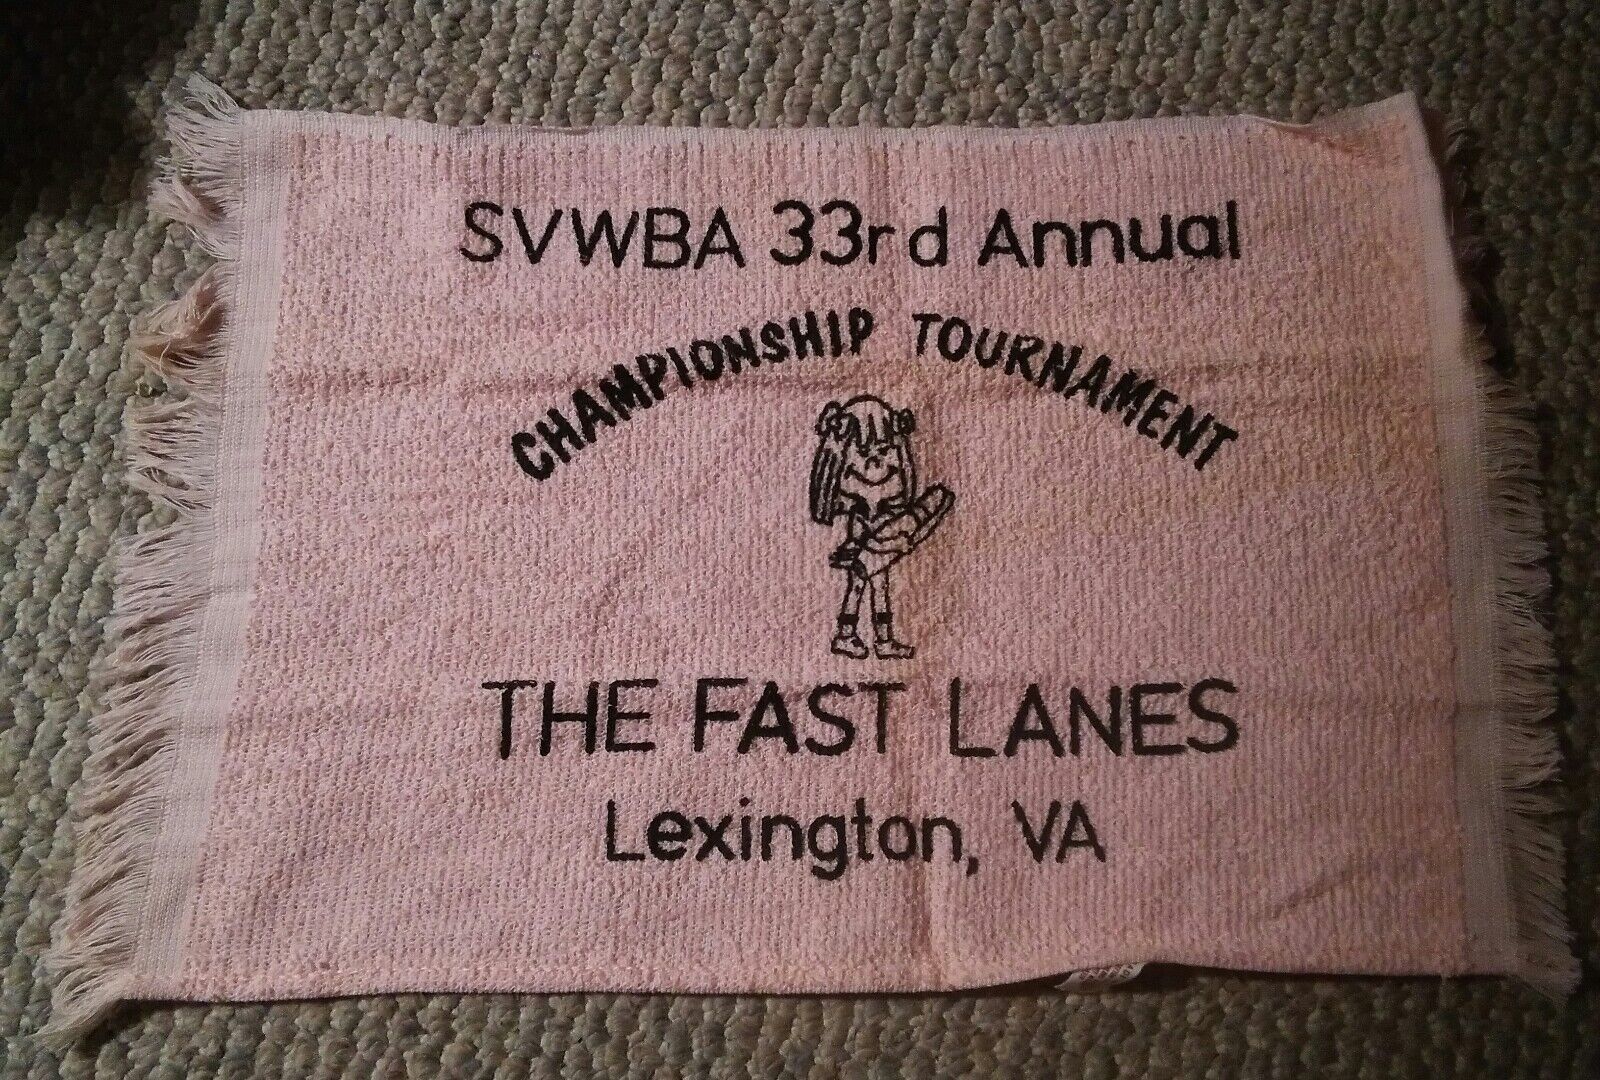 SVWBA 33rd Annual
CHAMPIONSHIP TOURNAMENT
THE FAST LANES
Lexington, VA